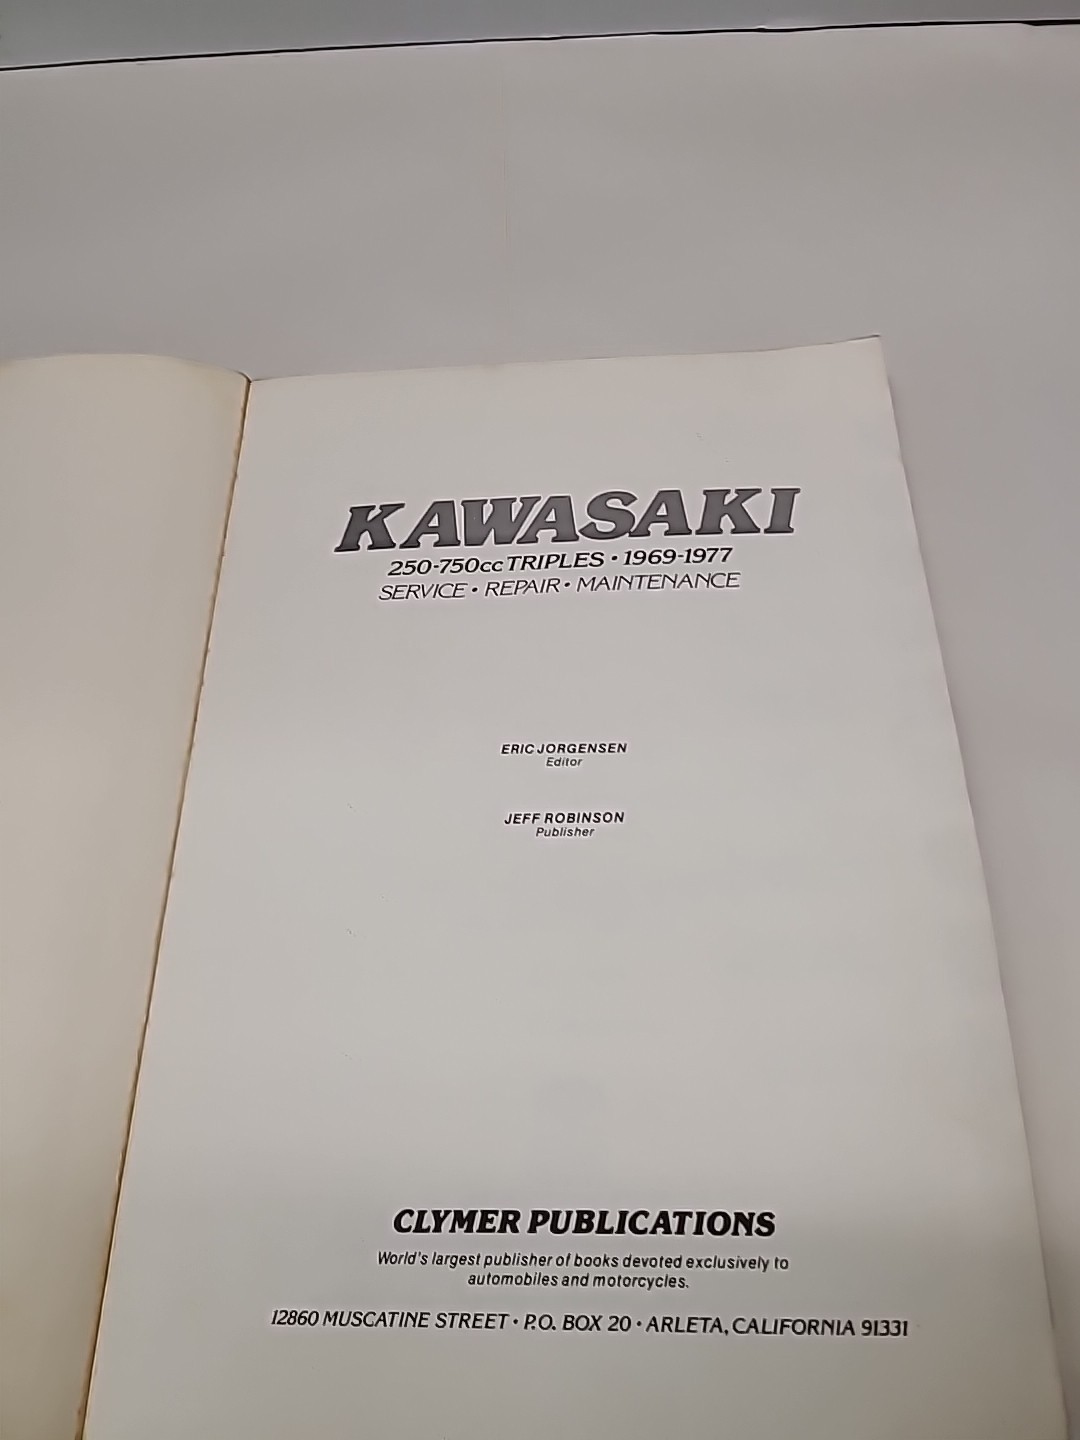 KAWASAKI
250-750cc TRIPLES • 1969-1977
SERVICE • REPAIR • MAINTENANCE
ERIC JORGENSEN
Editor
JEFF ROBINSON
Publisher
CLYMER PUBLICATIONS
World's largest publisher of books devoted exclusively to
automobiles and motorcycles.
12860 MUSCATINE STREET • P.O. BOX 20 • ARLETA, CALIFORNIA 91331